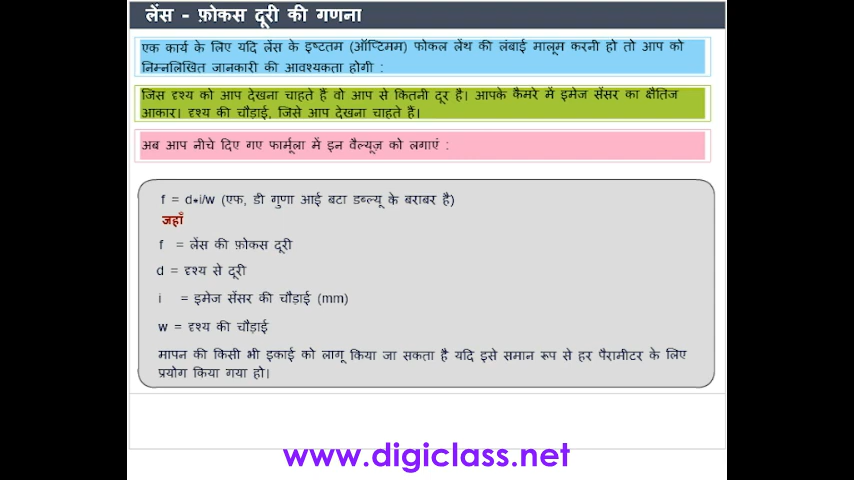 लेंस - फ़ोकस दूरी की गणना
एक कार्य के लिए यदि लेंस के इष्टतम (ऑप्टिमम) फोकल लेंथ की लंबाई मालूम करनी हो तो आप को
निम्नलिखित जानकारी की आवश्यकता होगी :
जिस दृश्य को आप देखना चाहते हैं वो आप से कितनी दूर है। आपके कैमरे में इमेज सेंसर का क्षैतिज
आकार। दृश्य की चौड़ाई, जिसे आप देखना चाहते हैं।
अब आप नीचे दिए गए फार्मूला में इन वैल्यूज़ को लगाएं :
f = d*i/w (एफ, डी गुणा आई बटा डब्ल्यू के बराबर है)
जहाँ
f = लेंस की फ़ोकस दूरी
d = दृश्य से दूरी
i = इमेज सेंसर की चौड़ाई (mm)
w = दृश्य की चौड़ाई
मापन की किसी भी इकाई को लागू किया जा सकता है यदि इसे समान रूप से हर पैरामीटर के लिए
प्रयोग किया गया हो।
www.digiclass.net